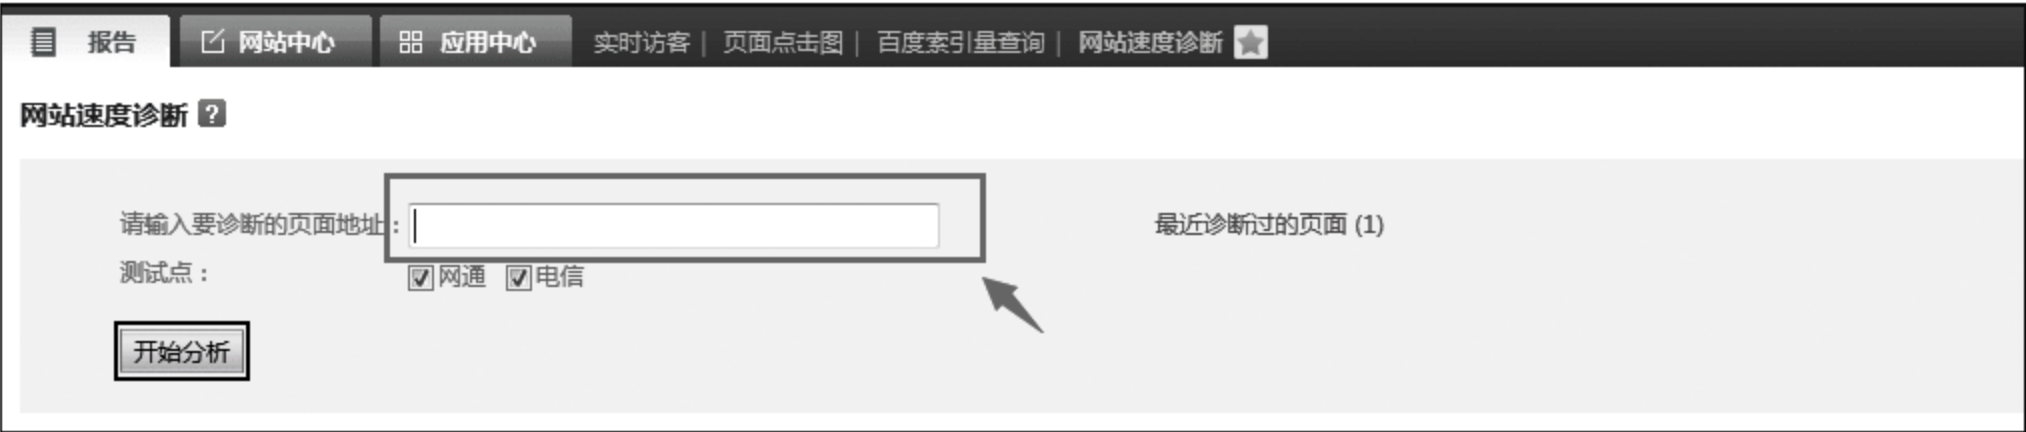 报告 网站中心 应用中心 实时访客 | 页面点击图 | 百度索引量查询 | 网站速度诊断
网站速度诊断 ?
请输入要诊断的页面地址： 最近诊断过的页面 (1)
测试点： 网通 电信
开始分析